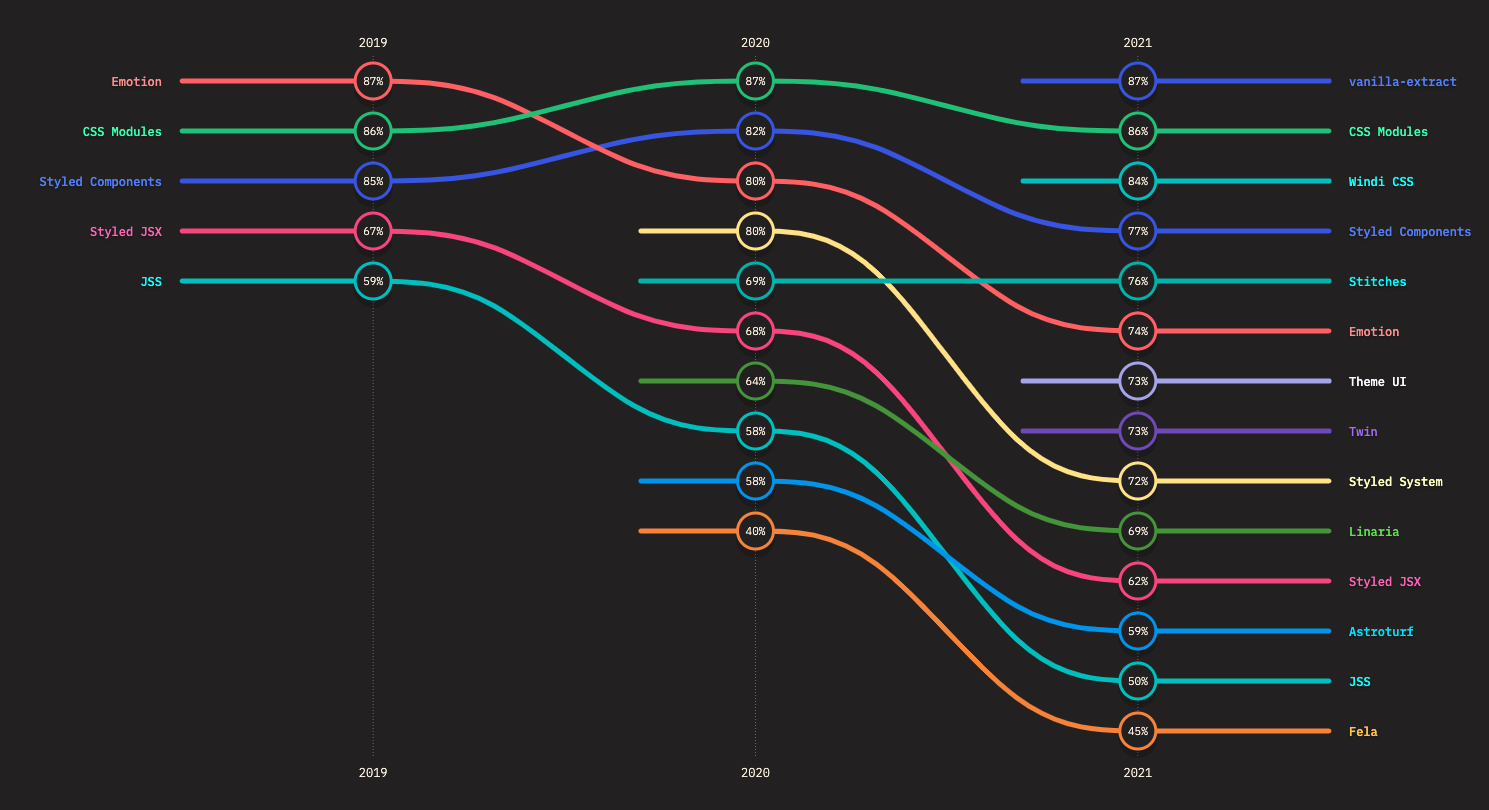 2019 2020 2021
Emotion 87% 87% 87% vanilla-extract
CSS Modules 86% 82% 86% CSS Modules
Styled Components 85% 80% 84% Windi CSS
Styled JSX 67% 80% 77% Styled Components
JSS 59% 69% 76% Stitches
68% 74% Emotion
64% 73% Theme UI
58% 73% Twin
58% 72% Styled System
40% 69% Linaria
62% Styled JSX
59% Astroturf
50% JSS
45% Fela
2019 2020 2021